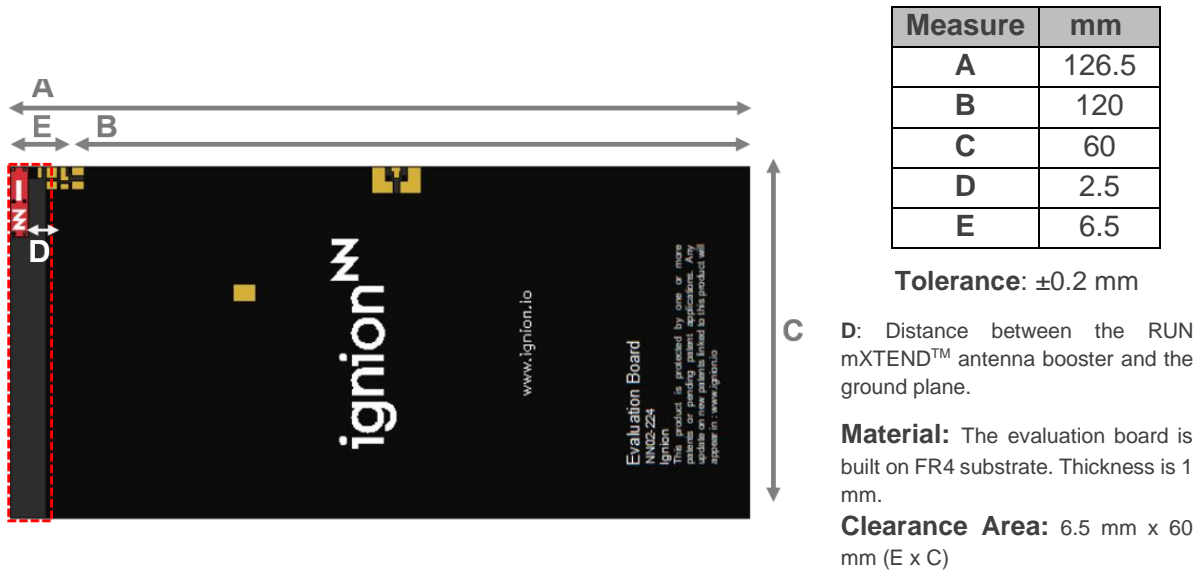 A
E B
D
C
ignion
www.ignion.io
Evaluation Board
NN02-224
Ignion
This product is protected by one or more
patents or pending patent applications. Any
update on new patents linked to this product will
appear in : www.ignion.io
Measure mm
A 126.5
B 120
C 60
D 2.5
E 6.5
Tolerance: ±0.2 mm
D: Distance between the RUN
mXTEND™ antenna booster and the
ground plane.
Material: The evaluation board is
built on FR4 substrate. Thickness is 1
mm.
Clearance Area: 6.5 mm x 60
mm (E x C)